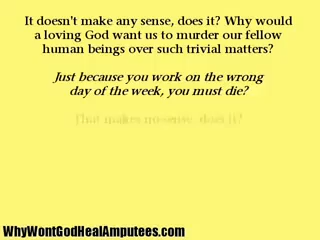 It doesn't make any sense, does it? Why would
a loving God want us to murder our fellow
human beings over such trivial matters?
Just because you work on the wrong
day of the week, you must die?
That makes no sense, does it?
WhyWontGodHealAmputees.com